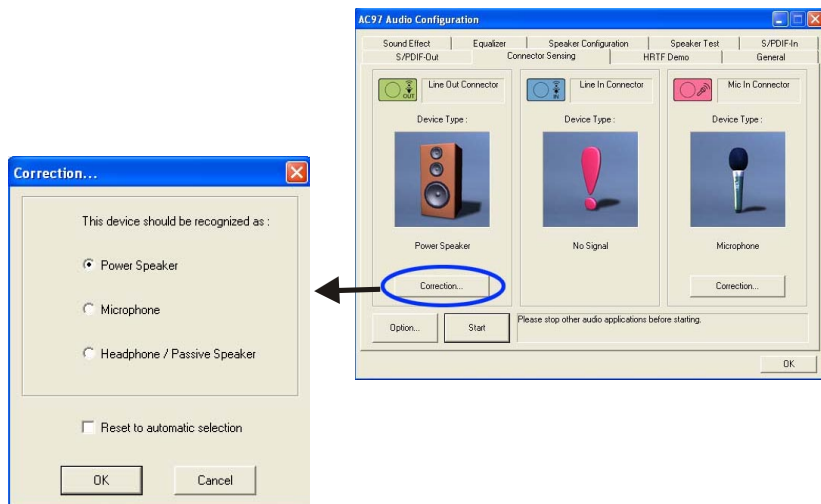 AC97 Audio Configuration
Sound Effect
Equalizer
Speaker Configuration
Speaker Test
S/PDIF-In
S/PDIF-Out
Connector Sensing
HRTF Demo
General
OUT
Line Out Connector
IN
Line In Connector
Mic In Connector
Device Type :
Device Type :
Device Type :
Power Speaker
No Signal
Microphone
Correction...
Correction...
Option...
Start
Please stop other audio applications before starting.
OK
Correction...
This device should be recognized as :
Power Speaker
Microphone
Headphone / Passive Speaker
Reset to automatic selection
OK
Cancel